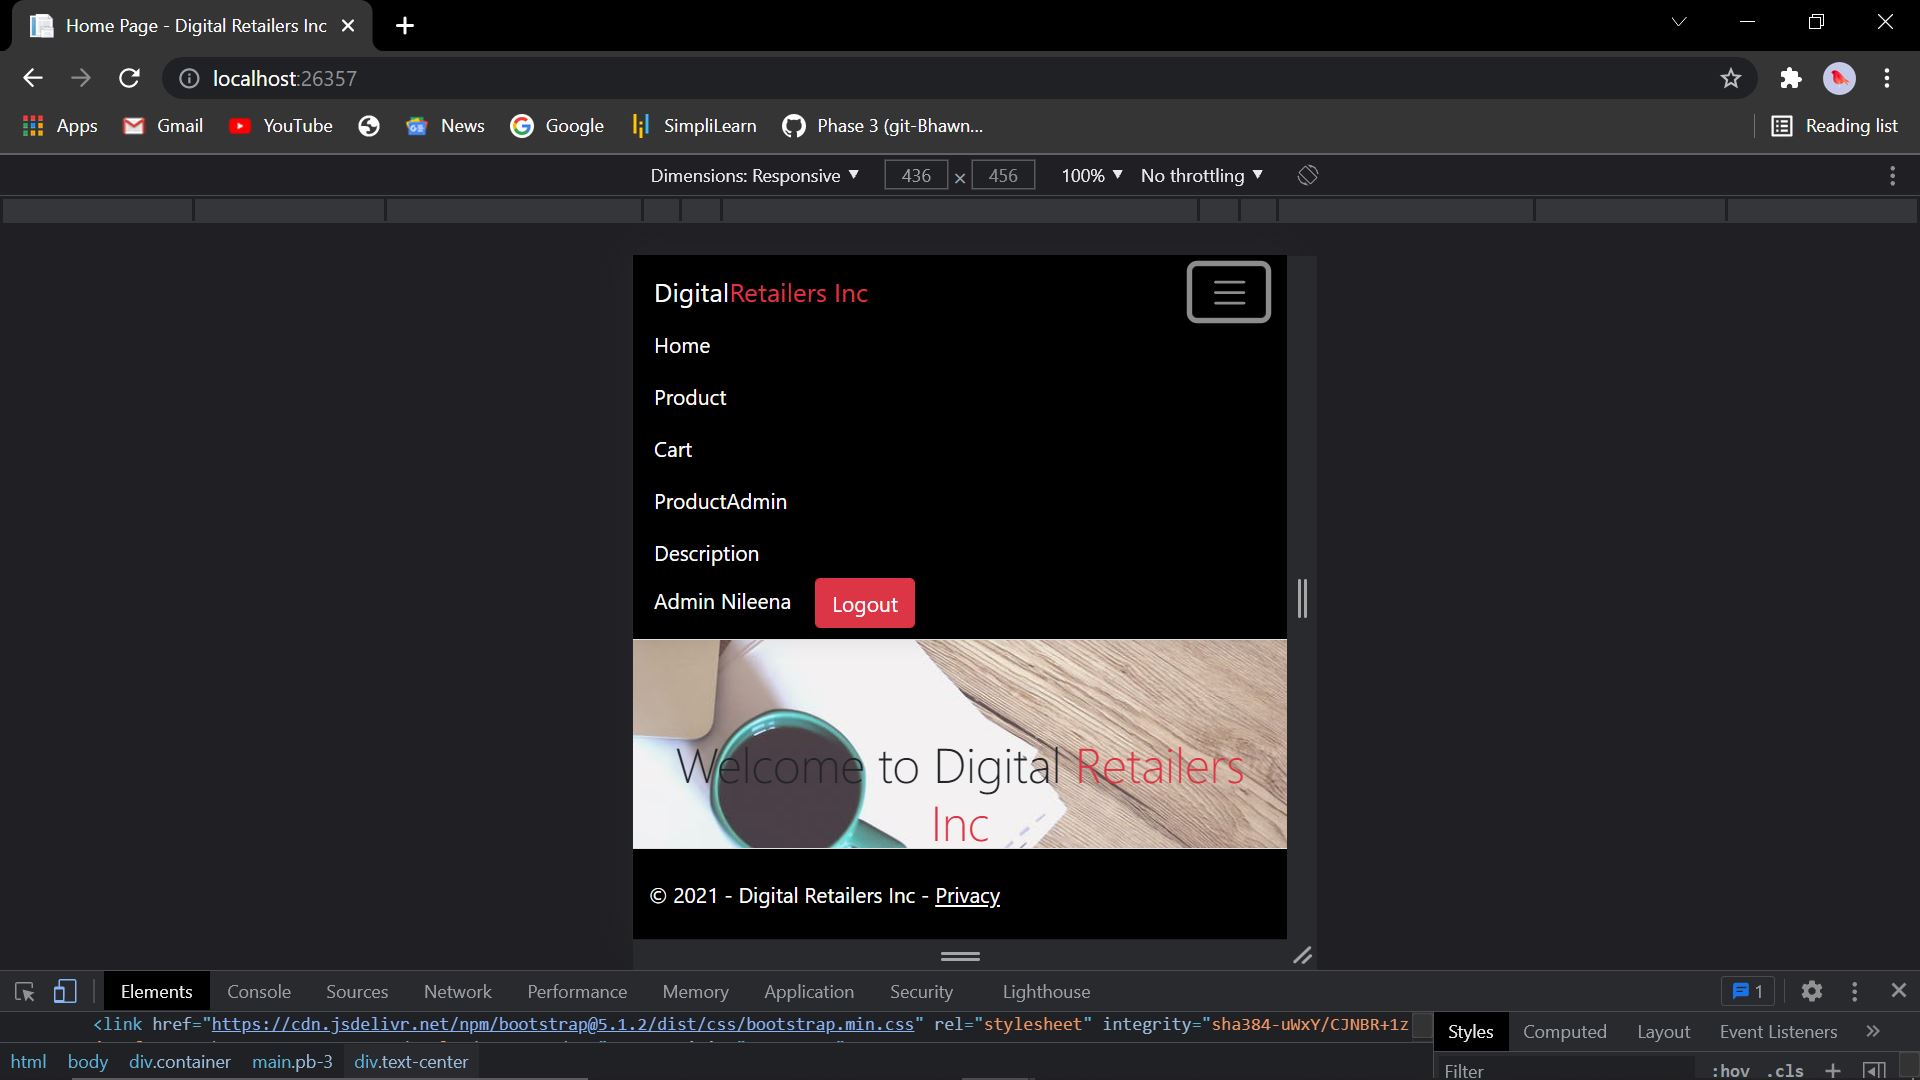 Home Page - Digital Retailers Inc
localhost:26357
Apps Gmail YouTube News Google SimpliLearn Phase 3 (git-Bhawn... Reading list
Dimensions: Responsive ▼ 436 × 456 100% ▼ No throttling ▼
DigitalRetailers Inc
Home
Product
Cart
ProductAdmin
Description
Admin Nileena Logout
Welcome to Digital Retailers
Inc
© 2021 - Digital Retailers Inc - Privacy
Elements Console Sources Network Performance Memory Application Security Lighthouse 1
<link href="https://cdn.jsdelivr.net/npm/bootstrap@5.1.2/dist/css/bootstrap.min.css" rel="stylesheet" integrity="sha384-uWxY/CJNBR+1z
Styles Computed Layout Event Listeners »
html body div.container main.pb-3 div.text-center
Filter :hov .cls +